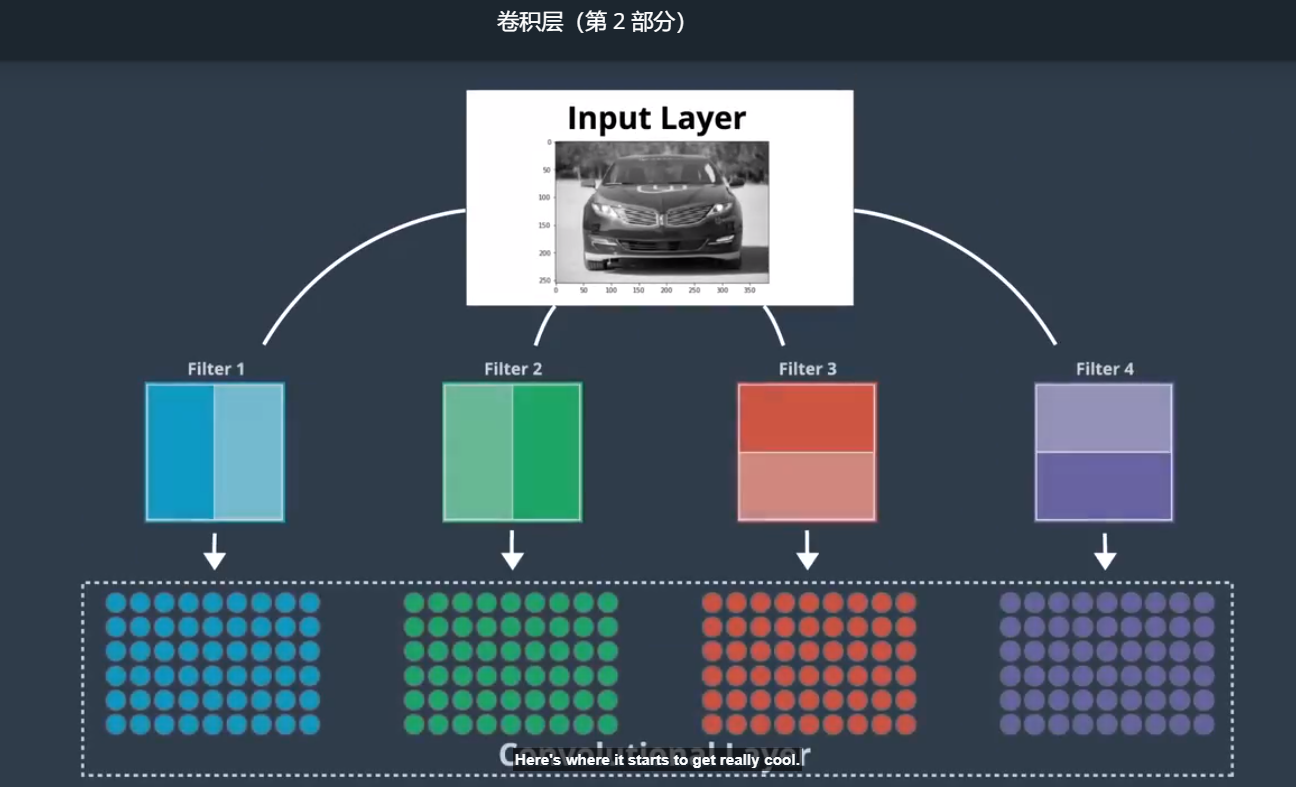 卷积层（第 2 部分）
Input Layer
0
50
100
150
200
250
0 50 100 150 200 250 300 350
Filter 1 Filter 2 Filter 3 Filter 4
Convolutional Layer
Here's where it starts to get really cool.